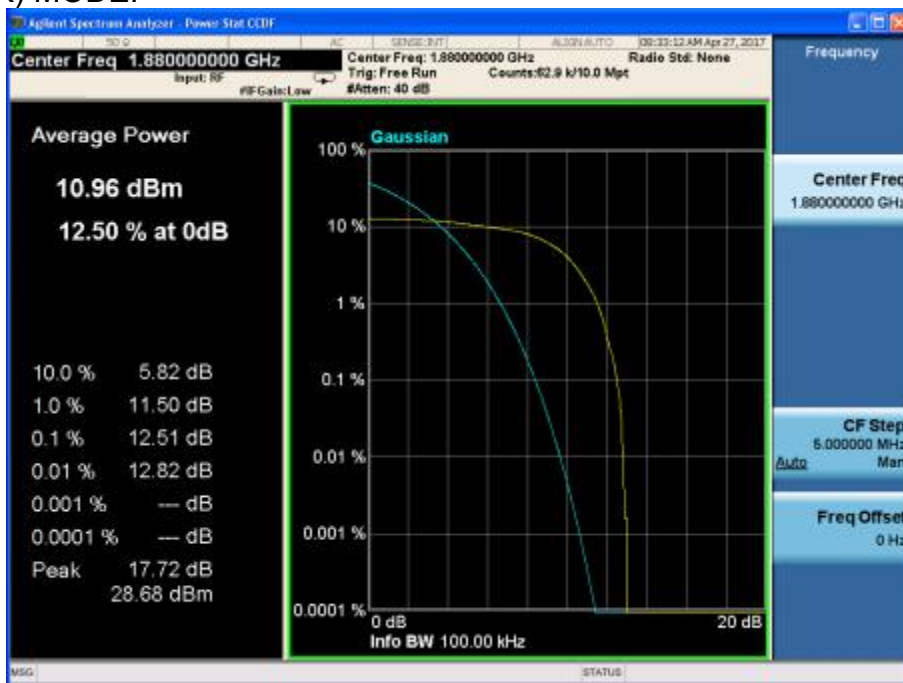 Agilent Spectrum Analyzer - Power Stat CCDF
50 Ω AC SENSE:INT ALIGN AUTO 09:33:12 AM Apr 27, 2017
Center Freq 1.880000000 GHz
Center Freq: 1.880000000 GHz Radio Std: None
Input: RF Trig: Free Run Counts:62.9 k/10.0 Mpt
#IFGain:Low #Atten: 40 dB
Frequency
Average Power
10.96 dBm
12.50 % at 0dB
10.0 % 5.82 dB
1.0 % 11.50 dB
0.1 % 12.51 dB
0.01 % 12.82 dB
0.001 % --- dB
0.0001 % --- dB
Peak 17.72 dB
28.68 dBm
Gaussian
100 %
10 %
1 %
0.1 %
0.01 %
0.001 %
0.0001 %
0 dB 20 dB
Info BW 100.00 kHz
Center Freq
1.880000000 GHz
CF Step
5.000000 MHz
Auto Man
Freq Offset
0 Hz
MSG STATUS